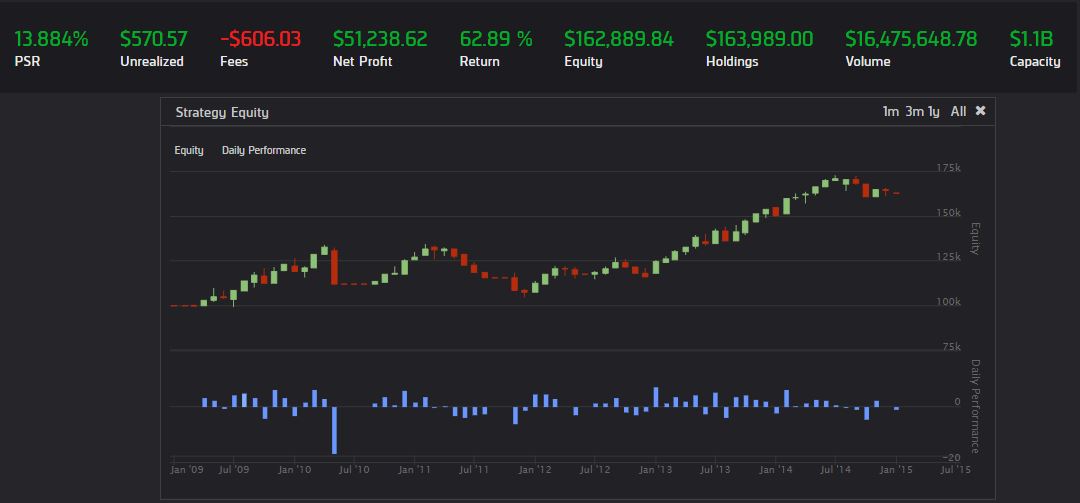 13.884% $570.57 -$606.03 $51,238.62 62.89 % $162,889.84 $163,989.00 $16,475,648.78 $1.1B
PSR Unrealized Fees Net Profit Return Equity Holdings Volume Capacity
Strategy Equity 1m 3m 1y All ✖
Equity Daily Performance
175k
150k
Equity
125k
100k
75k
Daily Performance
0
-20
Jan '09 Jul '09 Jan '10 Jul '10 Jan '11 Jul '11 Jan '12 Jul '12 Jan '13 Jul '13 Jan '14 Jul '14 Jan '15 Jul '15